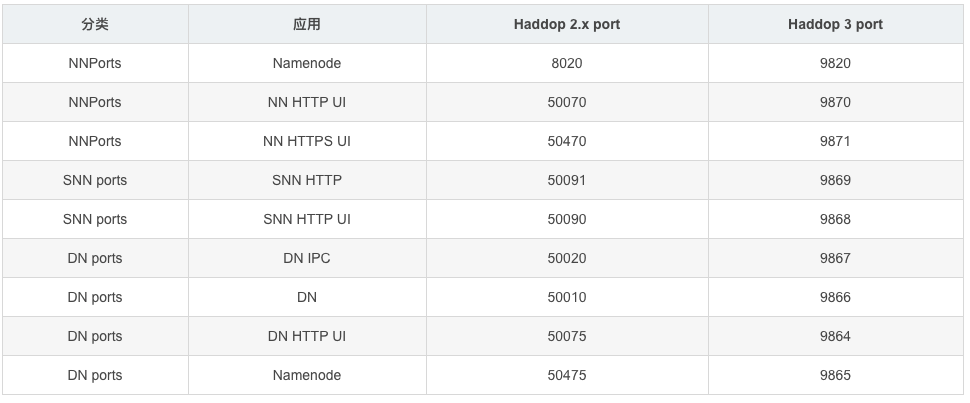 分类 应用 Haddop 2.x port Haddop 3 port
NNPorts Namenode 8020 9820
NNPorts NN HTTP UI 50070 9870
NNPorts NN HTTPS UI 50470 9871
SNN ports SNN HTTP 50091 9869
SNN ports SNN HTTP UI 50090 9868
DN ports DN IPC 50020 9867
DN ports DN 50010 9866
DN ports DN HTTP UI 50075 9864
DN ports Namenode 50475 9865